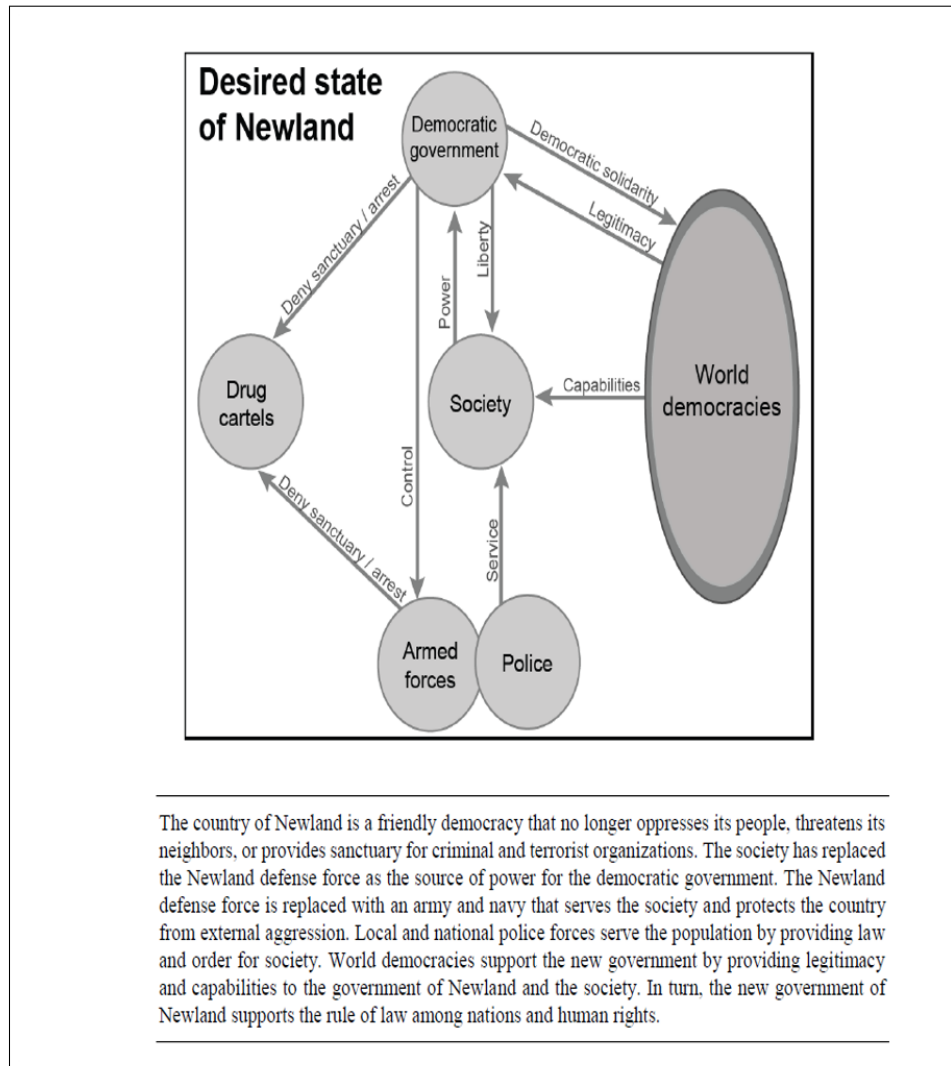 Desired state
of Newland
Democratic
government
Democratic solidarity
Legitimacy
Deny sanctuary / arrest
Power
Liberty
Drug
cartels
Society
Capabilities
World
democracies
Control
Deny sanctuary / arrest
Service
Armed
forces
Police
The country of Newland is a friendly democracy that no longer oppresses its people, threatens its
neighbors, or provides sanctuary for criminal and terrorist organizations. The society has replaced
the Newland defense force as the source of power for the democratic government. The Newland
defense force is replaced with an army and navy that serves the society and protects the country
from external aggression. Local and national police forces serve the population by providing law
and order for society. World democracies support the new government by providing legitimacy
and capabilities to the government of Newland and the society. In turn, the new government of
Newland supports the rule of law among nations and human rights.